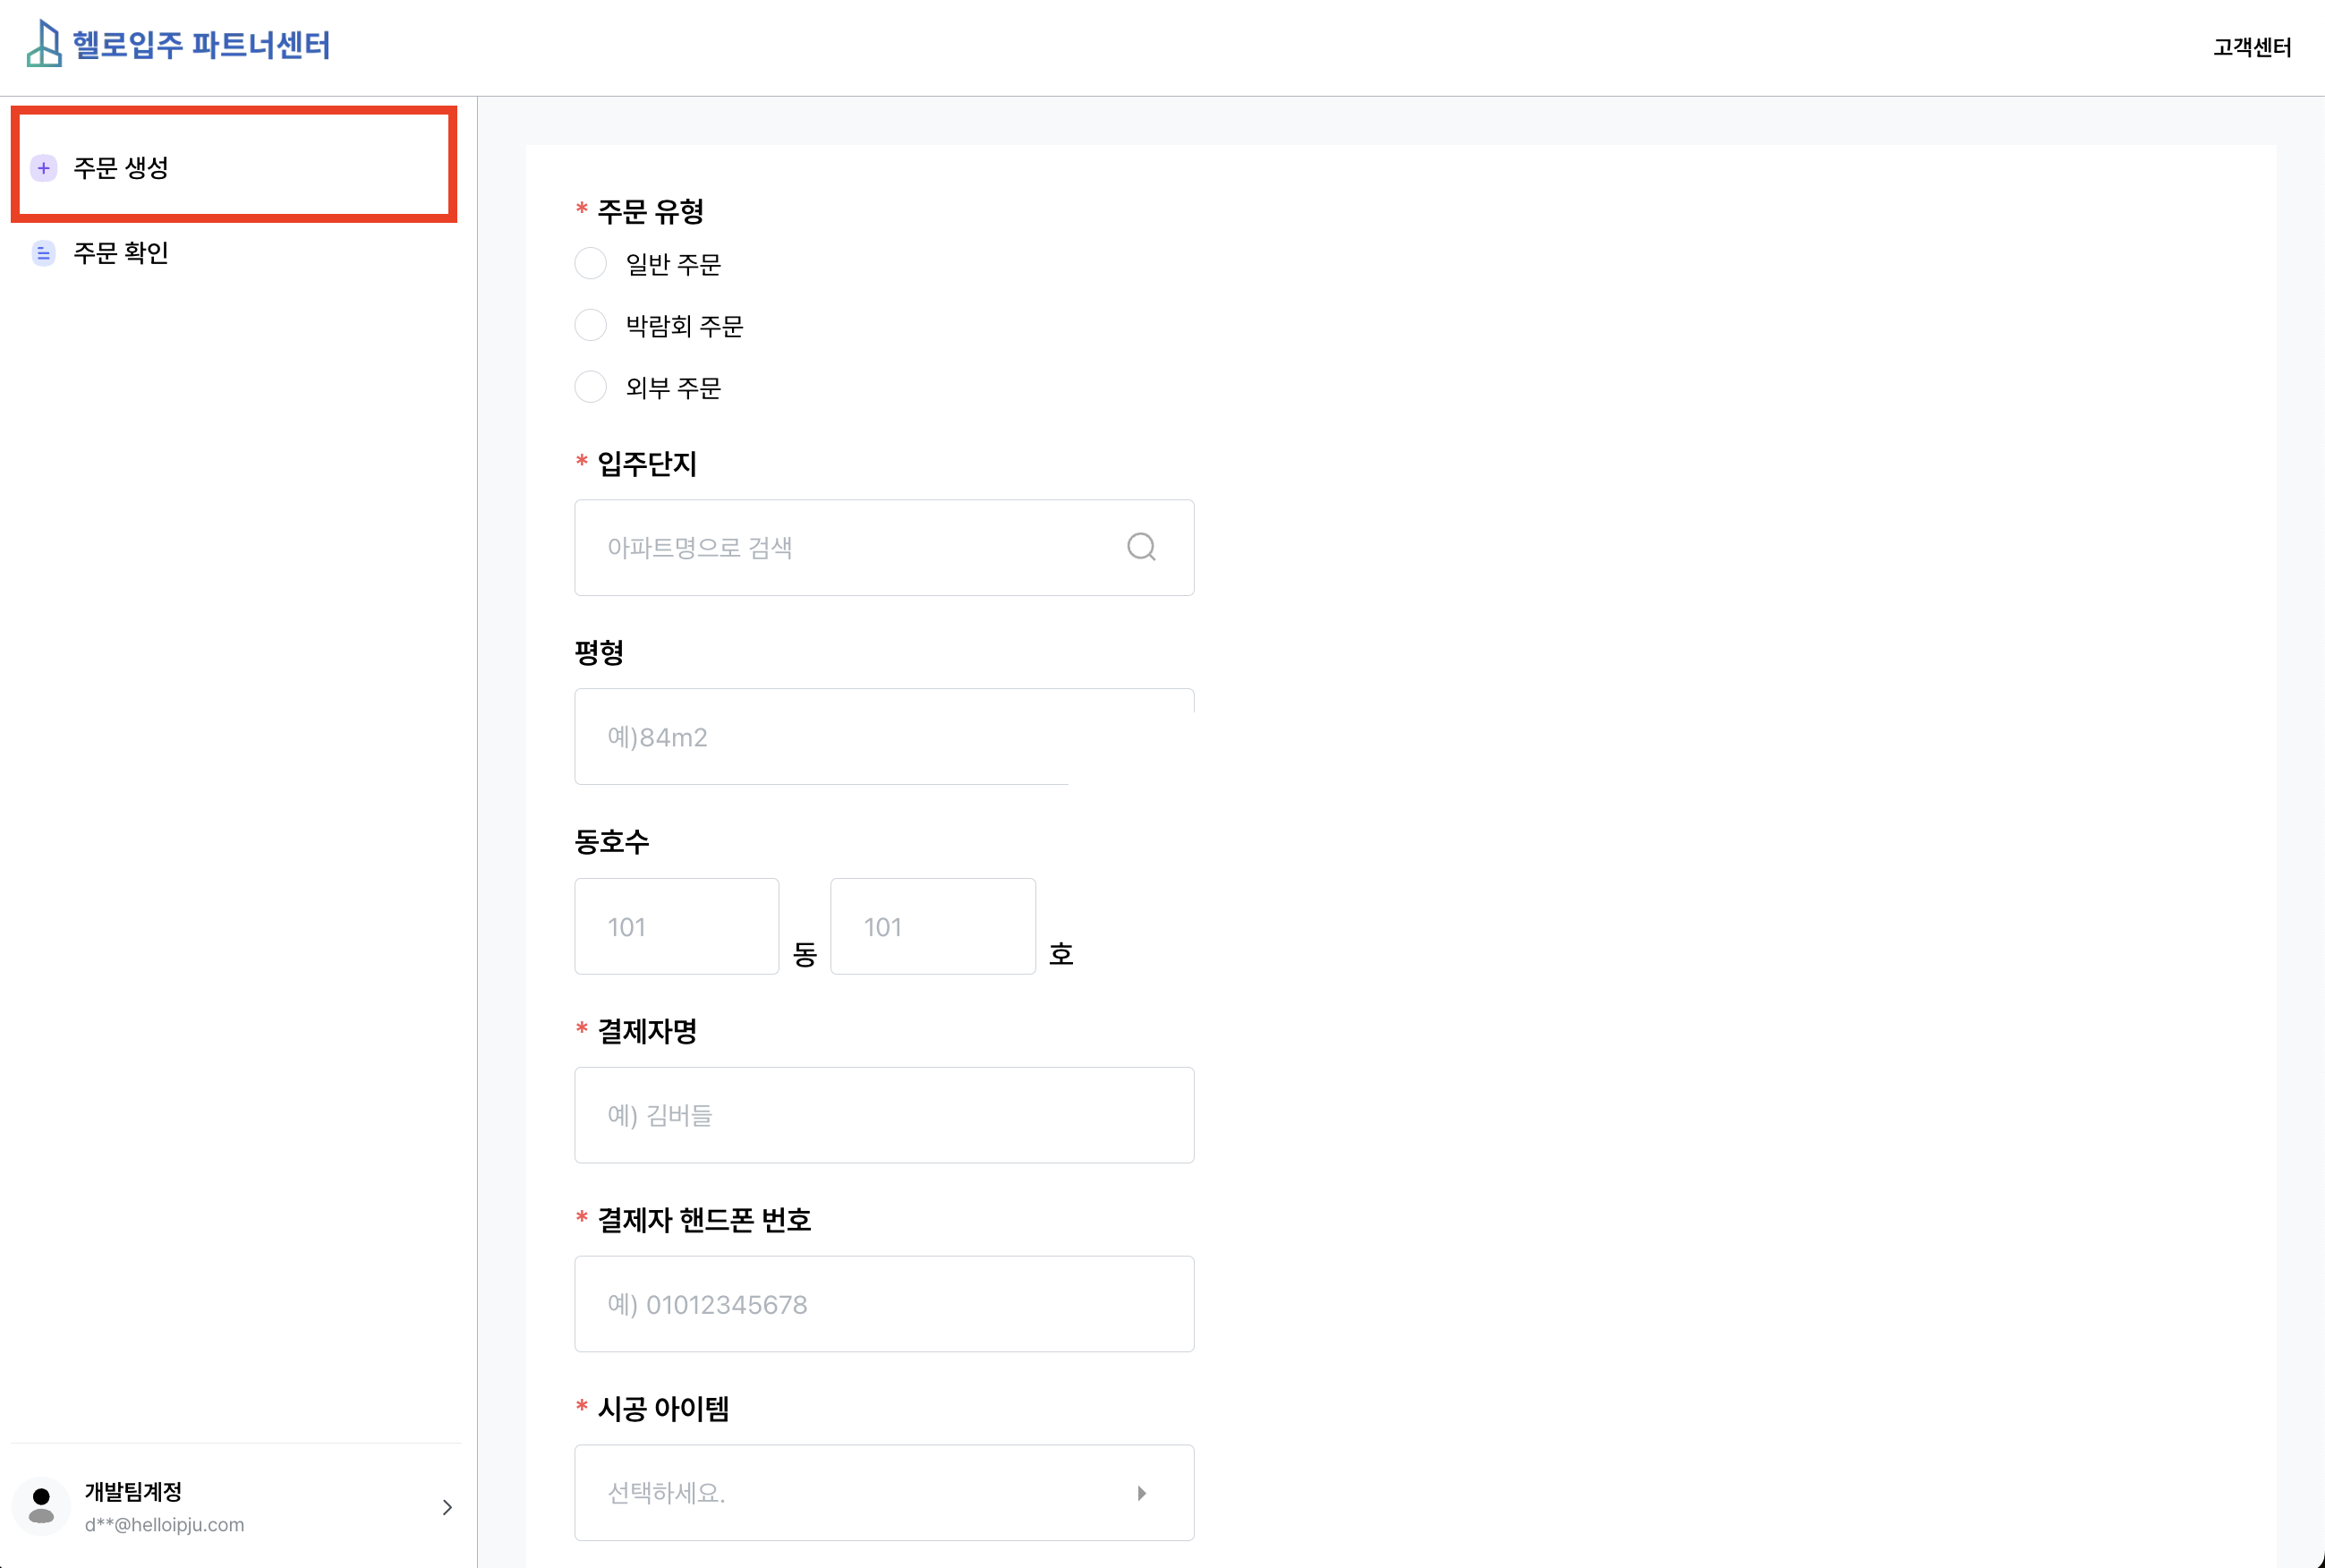 헬로입주 파트너센터
고객센터
주문 생성
주문 확인
* 주문 유형
일반 주문
박람회 주문
외부 주문
* 입주단지
아파트명으로 검색
평형
예)84m2
동호수
101 동 101 호
* 결제자명
예) 김버들
* 결제자 핸드폰 번호
예) 01012345678
* 시공 아이템
선택하세요.
개발팀계정
d**@helloipju.com